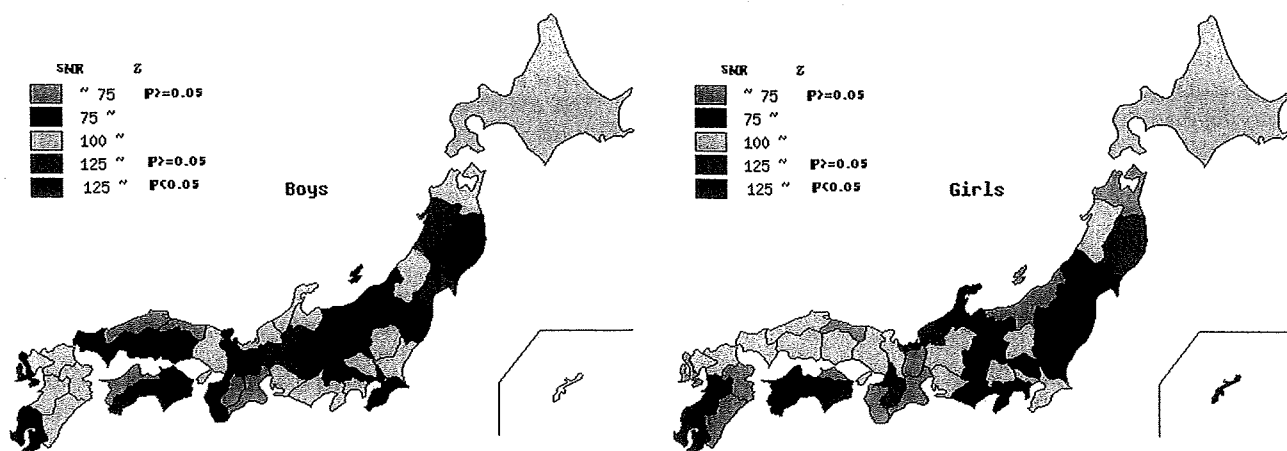 SMR Z
~ 75 P>=0.05
75 ~
100 ~
125 ~ P>=0.05
125 ~ P<0.05
Boys
SMR Z
~ 75 P>=0.05
75 ~
100 ~
125 ~ P>=0.05
125 ~ P<0.05
Girls